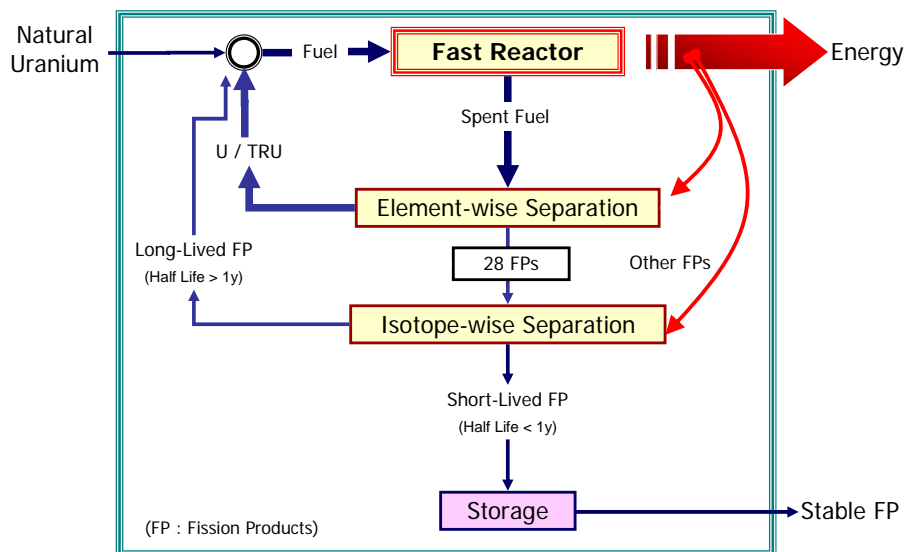 Natural
Uranium
Fuel
Fast Reactor
Energy
Spent Fuel
U / TRU
Element-wise Separation
Long-Lived FP
(Half Life > 1y)
28 FPs
Other FPs
Isotope-wise Separation
Short-Lived FP
(Half Life < 1y)
Storage
Stable FP
(FP : Fission Products)